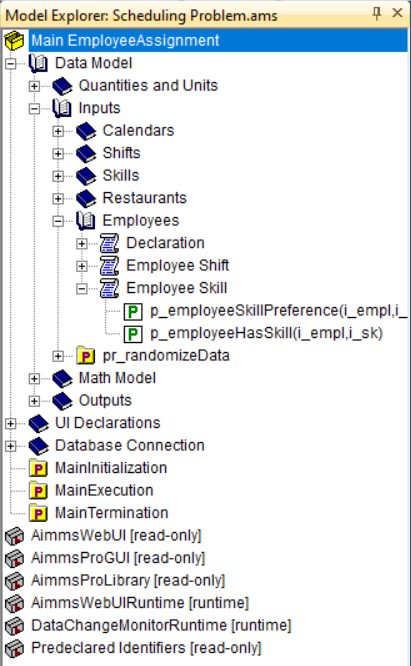 Model Explorer: Scheduling Problem.ams
Main EmployeeAssignment
Data Model
Quantities and Units
Inputs
Calendars
Shifts
Skills
Restaurants
Employees
Declaration
Employee Shift
Employee Skill
P p_employeeSkillPreference(i_empl,i_
P p_employeeHasSkill(i_empl,i_sk)
P pr_randomizeData
Math Model
Outputs
UI Declarations
Database Connection
P MainInitialization
P MainExecution
P MainTermination
AimmsWebUI [read-only]
AimmsProGUI [read-only]
AimmsProLibrary [read-only]
AimmsWebUIRuntime [runtime]
DataChangeMonitorRuntime [runtime]
Predeclared Identifiers [read-only]